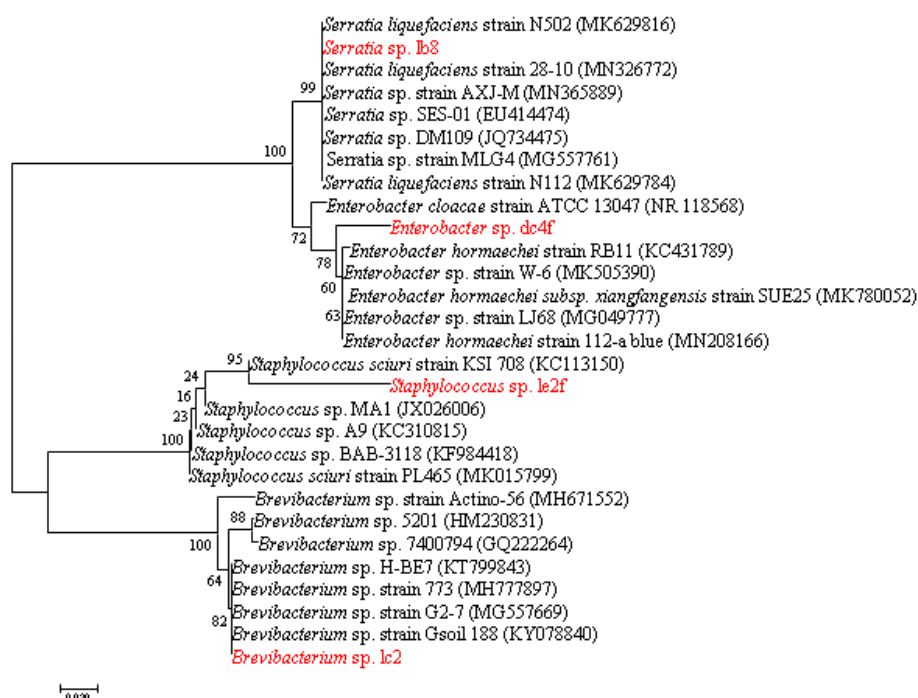 Serratia liquefaciens strain N502 (MK629816)
Serratia sp. Ib8
Serratia liquefaciens strain 28-10 (MN326772)
99
Serratia sp. strain AXJ-M (MN365889)
Serratia sp. SES-01 (EU414474)
Serratia sp. DM109 (JQ734475)
100
Serratia sp. strain MLG4 (MG557761)
Serratia liquefaciens strain N112 (MK629784)
Enterobacter cloacae strain ATCC 13047 (NR 118568)
Enterobacter sp. dc4f
72
Enterobacter hormaechei strain RB11 (KC431789)
78
Enterobacter sp. strain W-6 (MK505390)
60
Enterobacter hormaechei subsp. xiangfangensis strain SUE25 (MK780052)
63
Enterobacter sp. strain LJ68 (MG049777)
Enterobacter hormaechei strain 112-a blue (MN208166)
95
Staphylococcus sciuri strain KSI 708 (KC113150)
24
Staphylococcus sp. le2f
16
Staphylococcus sp. MA1 (JX026006)
23
Staphylococcus sp. A9 (KC310815)
100
Staphylococcus sp. BAB-3118 (KF984418)
Staphylococcus sciuri strain PL465 (MK015799)
Brevibacterium sp. strain Actino-56 (MH671552)
88
Brevibacterium sp. 5201 (HM230831)
100
Brevibacterium sp. 7400794 (GQ222264)
Brevibacterium sp. H-BE7 (KT799843)
64
Brevibacterium sp. strain 773 (MH777897)
Brevibacterium sp. strain G2-7 (MG557669)
82
Brevibacterium sp. strain Gsoil 188 (KY078840)
Brevibacterium sp. lc2